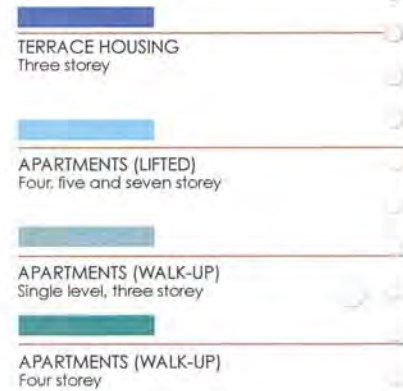 TERRACE HOUSING
Three storey
APARTMENTS (LIFTED)
Four, five and seven storey
APARTMENTS (WALK-UP)
Single level, three storey
APARTMENTS (WALK-UP)
Four storey